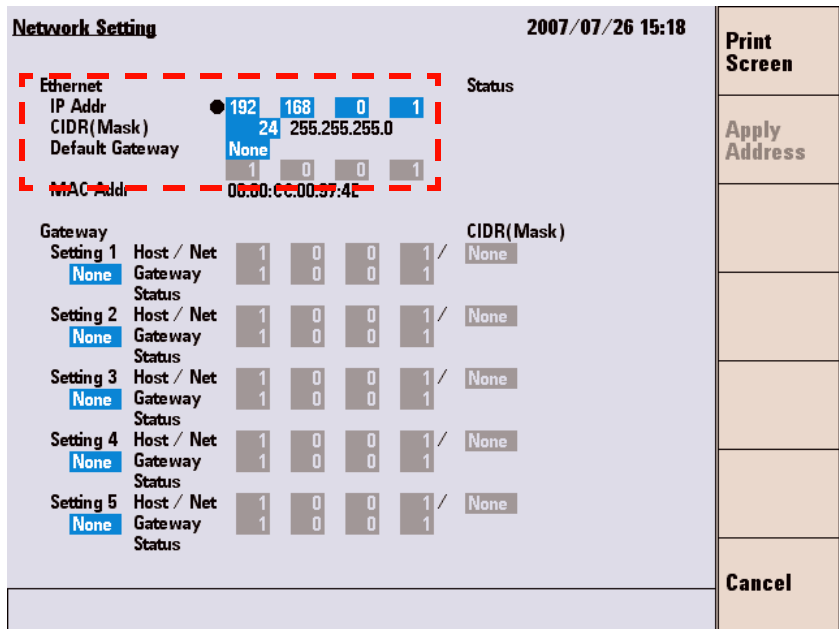 Network Setting 2007/07/26 15:18
Ethernet Status
IP Addr 192 168 0 1
CIDR(Mask) 24 255.255.255.0
Default Gateway None
1 0 0 1
MAC Addr
Gateway CIDR(Mask)
Setting 1 Host / Net 1 0 0 1 / None
None Gateway 1 0 0 1
Status
Setting 2 Host / Net 1 0 0 1 / None
None Gateway 1 0 0 1
Status
Setting 3 Host / Net 1 0 0 1 / None
None Gateway 1 0 0 1
Status
Setting 4 Host / Net 1 0 0 1 / None
None Gateway 1 0 0 1
Status
Setting 5 Host / Net 1 0 0 1 / None
None Gateway 1 0 0 1
Status
Print
Screen
Apply
Address
Cancel